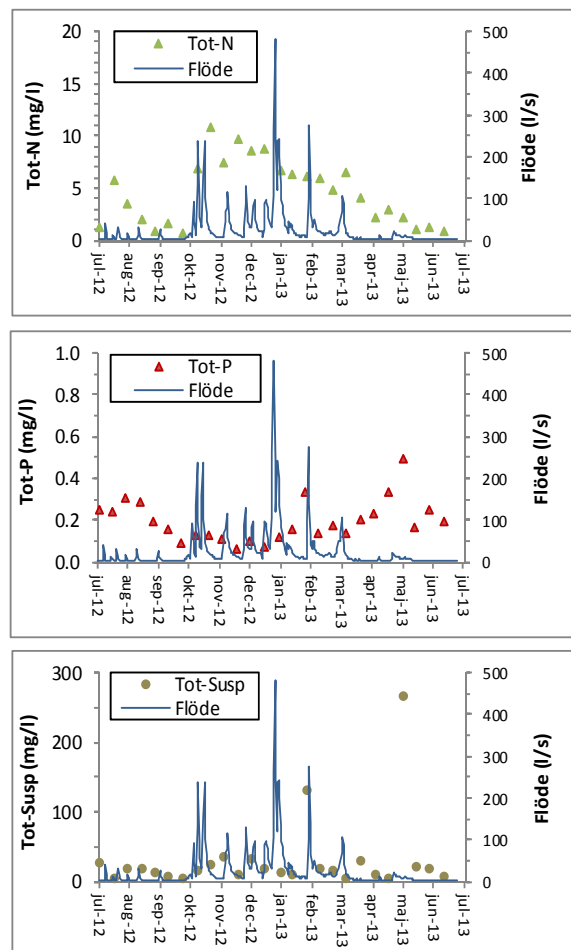 Tot-N (mg/l)
20
15
10
5
0
Tot-N
Flöde
500
400
300
200
100
0
Flöde (l/s)
jul-12
aug-12
sep-12
okt-12
nov-12
dec-12
jan-13
feb-13
mar-13
apr-13
maj-13
jun-13
jul-13
Tot-P (mg/l)
1.0
0.8
0.6
0.4
0.2
0.0
Tot-P
Flöde
500
400
300
200
100
0
Flöde (l/s)
jul-12
aug-12
sep-12
okt-12
nov-12
dec-12
jan-13
feb-13
mar-13
apr-13
maj-13
jun-13
jul-13
Tot-Susp (mg/l)
300
200
100
0
Tot-Susp
Flöde
500
400
300
200
100
0
Flöde (l/s)
jul-12
aug-12
sep-12
okt-12
nov-12
dec-12
jan-13
feb-13
mar-13
apr-13
maj-13
jun-13
jul-13